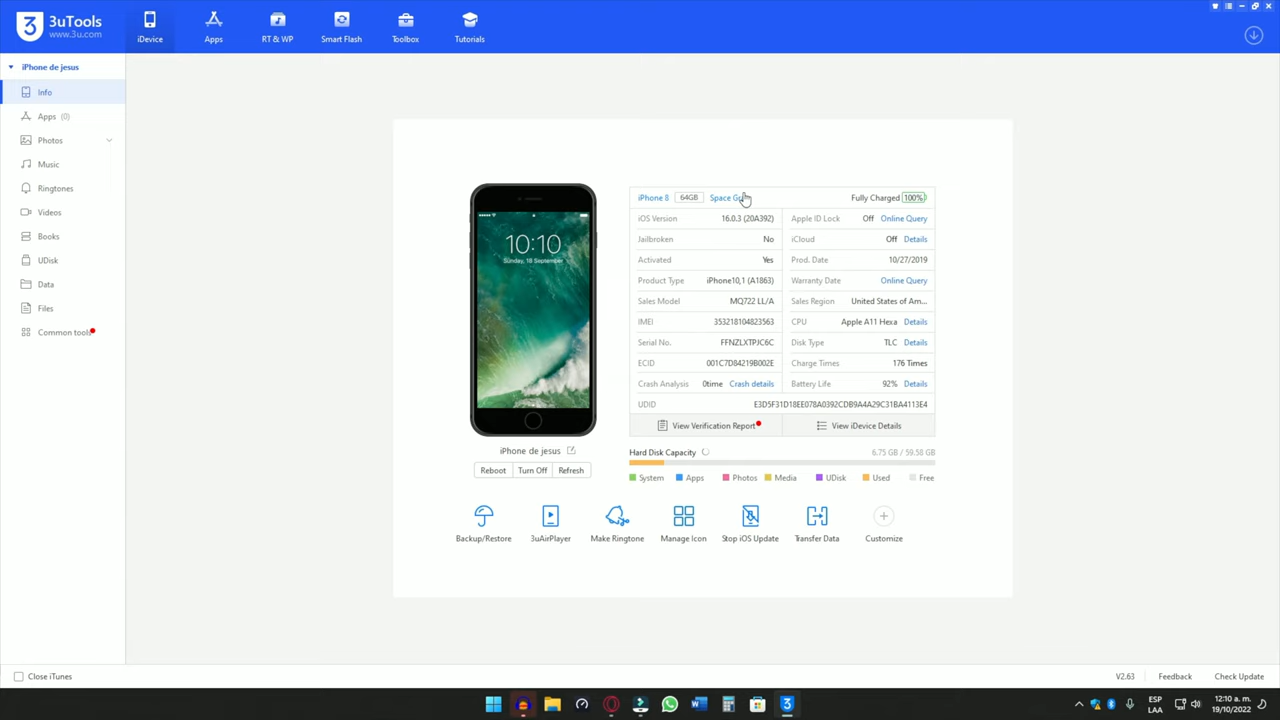 3uTools
www.3u.com
iDevice
Apps
RT & WP
Smart Flash
Toolbox
Tutorials
iPhone de jesus
Info
Apps (0)
Photos
Music
Ringtones
Videos
Books
UDisk
Data
Files
Common tools
10:10
Sunday, 18 September
iPhone de jesus
Reboot Turn Off Refresh
iPhone 8 64GB Space Fully Charged 100%
iOS Version 16.0.3 (20A392) Apple ID Lock Off Online Query
Jailbroken No iCloud Off Details
Activated Yes Prod. Date 10/27/2019
Product Type iPhone10,1 (A1863) Warranty Date Online Query
Sales Model MQ722 LL/A Sales Region United States of Am...
IMEI 353218104823563 CPU Apple A11 Hexa Details
Serial No. FFNZLXTPJC6C Disk Type TLC Details
ECID 001C7D84219B002E Charge Times 176 Times
Crash Analysis 0time Crash details Battery Life 92% Details
UDID E3D5F31D18EE078A0392CDB9A4A29C31BA4113E4
View Verification Report View iDevice Details
Hard Disk Capacity 6.75 GB / 59.58 GB
System Apps Photos Media UDisk Used Free
Backup/Restore 3uAirPlayer Make Ringtone Manage Icon Stop iOS Update Transfer Data Customize
Close iTunes V2.63 Feedback Check Update
ESP
LAA
12:10 a. m.
19/10/2022